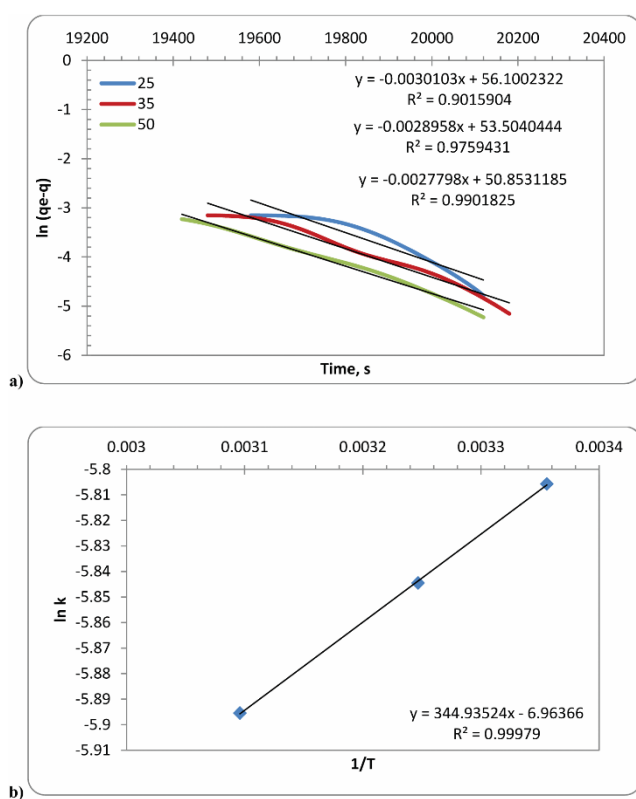 19200 19400 19600 19800 20000 20200 20400
0
-1
-2
-3
-4
-5
-6
25
35
50
y = -0.0030103x + 56.1002322
R² = 0.9015904
y = -0.0028958x + 53.5040444
R² = 0.9759431
y = -0.0027798x + 50.8531185
R² = 0.9901825
ln (qe-q)
Time, s
a)
0.003 0.0031 0.0032 0.0033 0.0034
-5.8
-5.81
-5.82
-5.83
-5.84
-5.85
-5.86
-5.87
-5.88
-5.89
-5.9
-5.91
ln k
y = 344.93524x - 6.96366
R² = 0.99979
1/T
b)